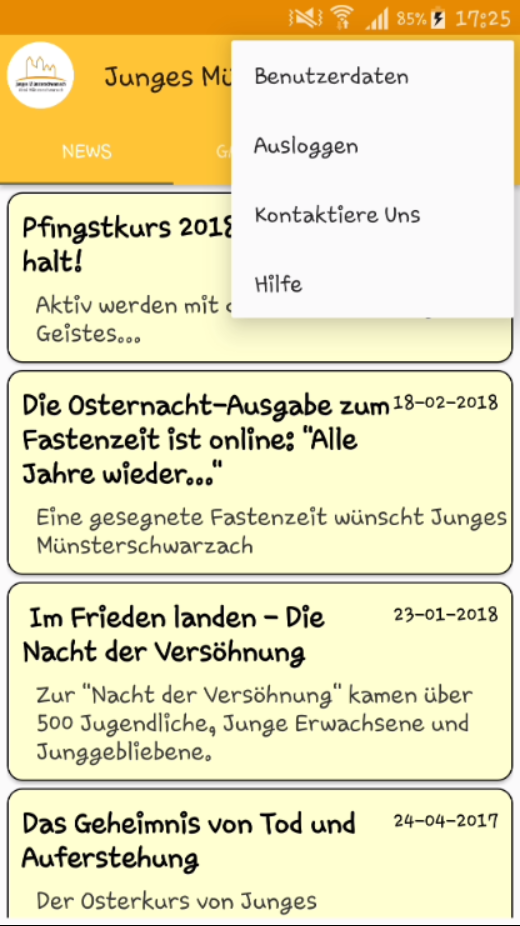 85% 17:25
Junges Mü
Benutzerdaten
Ausloggen
Kontaktiere Uns
Hilfe
NEWS
Pfingstkurs 2018
halt!
Aktiv werden mit
Geistes...
Die Osternacht-Ausgabe zum 18-02-2018
Fastenzeit ist online: "Alle
Jahre wieder..."
Eine gesegnete Fastenzeit wünscht Junges
Münsterschwarzach
Im Frieden landen - Die 23-01-2018
Nacht der Versöhnung
Zur "Nacht der Versöhnung" kamen über
500 Jugendliche, Junge Erwachsene und
Junggebliebene.
Das Geheimnis von Tod und 24-04-2017
Auferstehung
Der Osterkurs von Junges